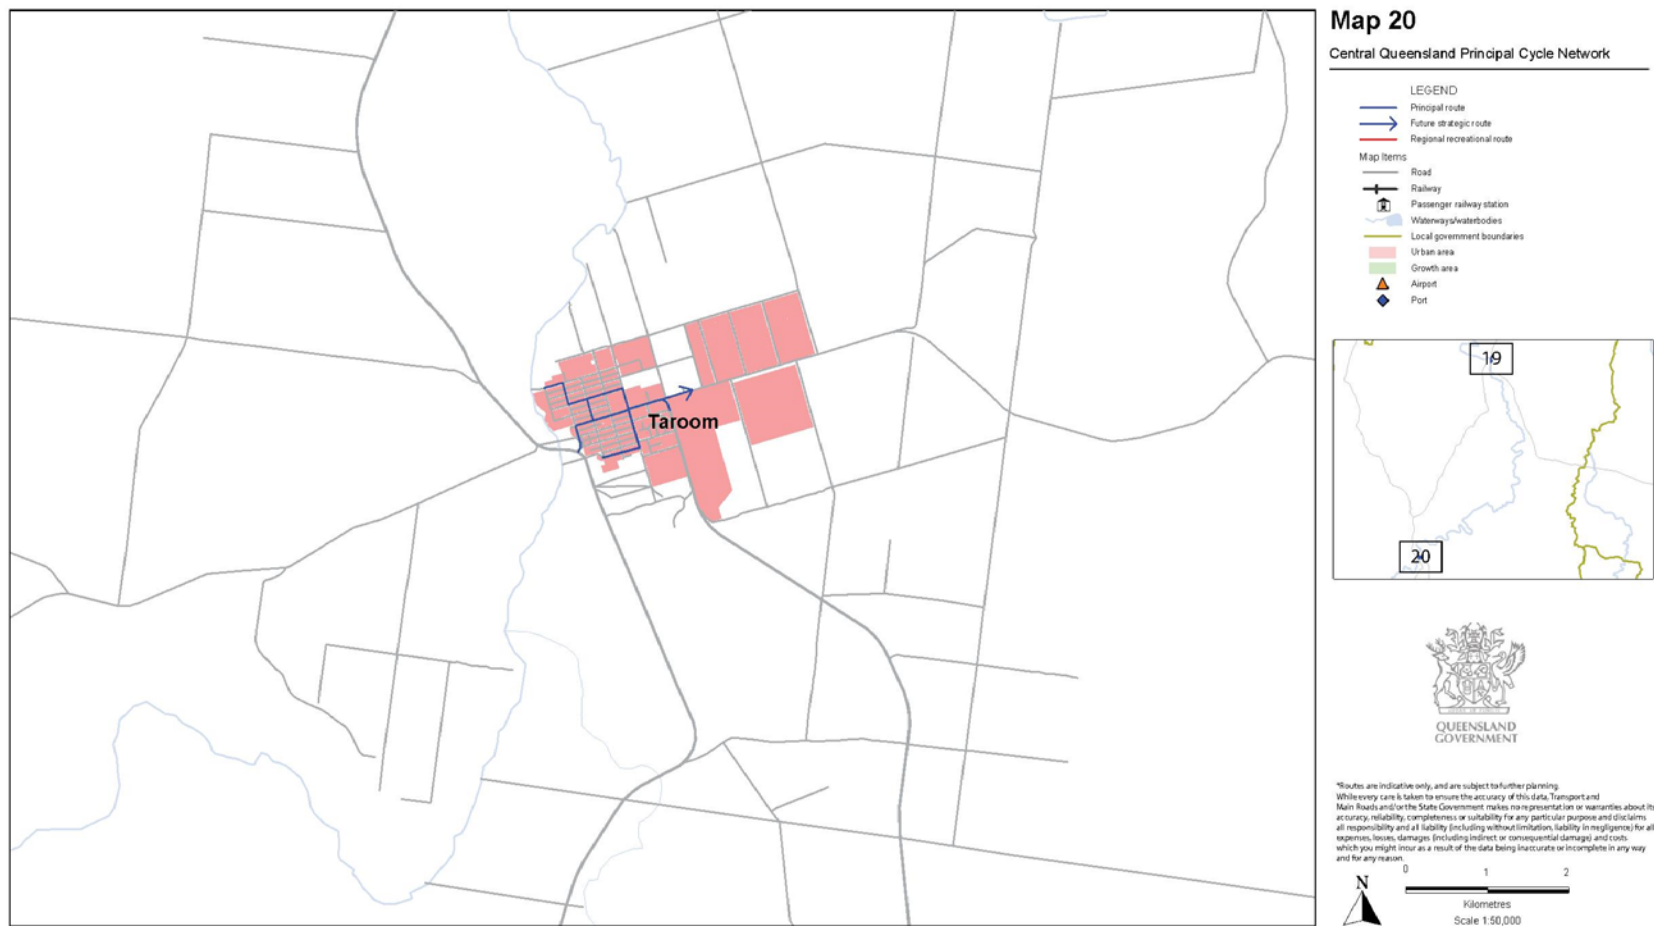 Map 20
Central Queensland Principal Cycle Network
LEGEND
Principal route
Future strategic route
Regional recreational route
Map Items
Road
Railway
Passenger railway station
Waterways/waterbodies
Local government boundaries
Urban area
Growth area
Airport
Port
Taroom
19
20
QUEENSLAND
GOVERNMENT
*Routes are indicative only, and are subject to further planning.
While every care is taken to ensure the accuracy of this data, Transport and
Main Roads and/or the State Government makes no representation or warranties about its
accuracy, reliability, completeness or suitability for any particular purpose and disclaims
all responsibility and all liability (including without limitation, liability in negligence) for all
expenses, losses, damages (including indirect or consequential damage) and costs
which you might incur as a result of the data being inaccurate or incomplete in any way
and for any reason.
N
0 1 2
Kilometres
Scale 1:50,000